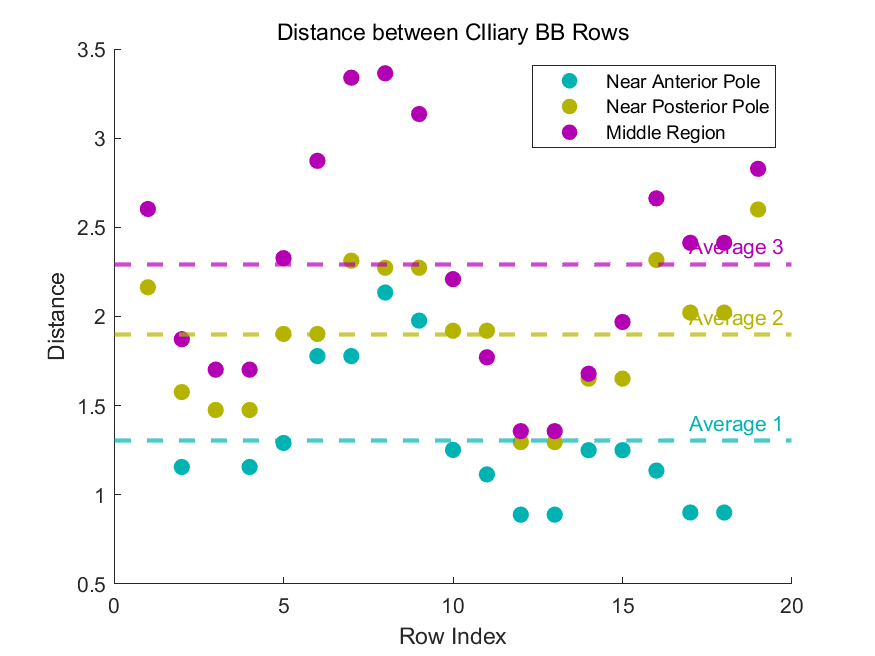 Distance between CIliary BB Rows
3.5
3
2.5
2
1.5
1
0.5
0
5
10
15
20
Distance
Row Index
Near Anterior Pole
Near Posterior Pole
Middle Region
Average 3
Average 2
Average 1